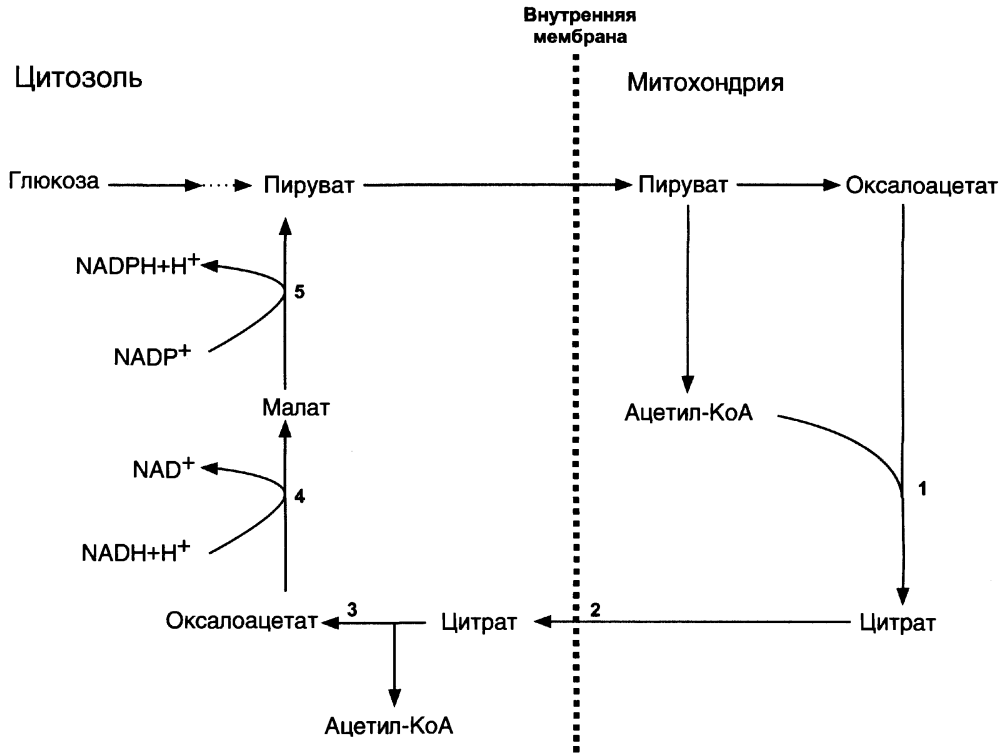 Внутренняя
мембрана
Цитозоль
Митохондрия
Глюкоза
Пируват
Пируват
Оксалоацетат
NADPH+H+
5
NADP+
Малат
Ацетил-КоА
NAD+
4
1
NADH+H+
Оксалоацетат
3
Цитрат
2
Цитрат
Ацетил-КоА